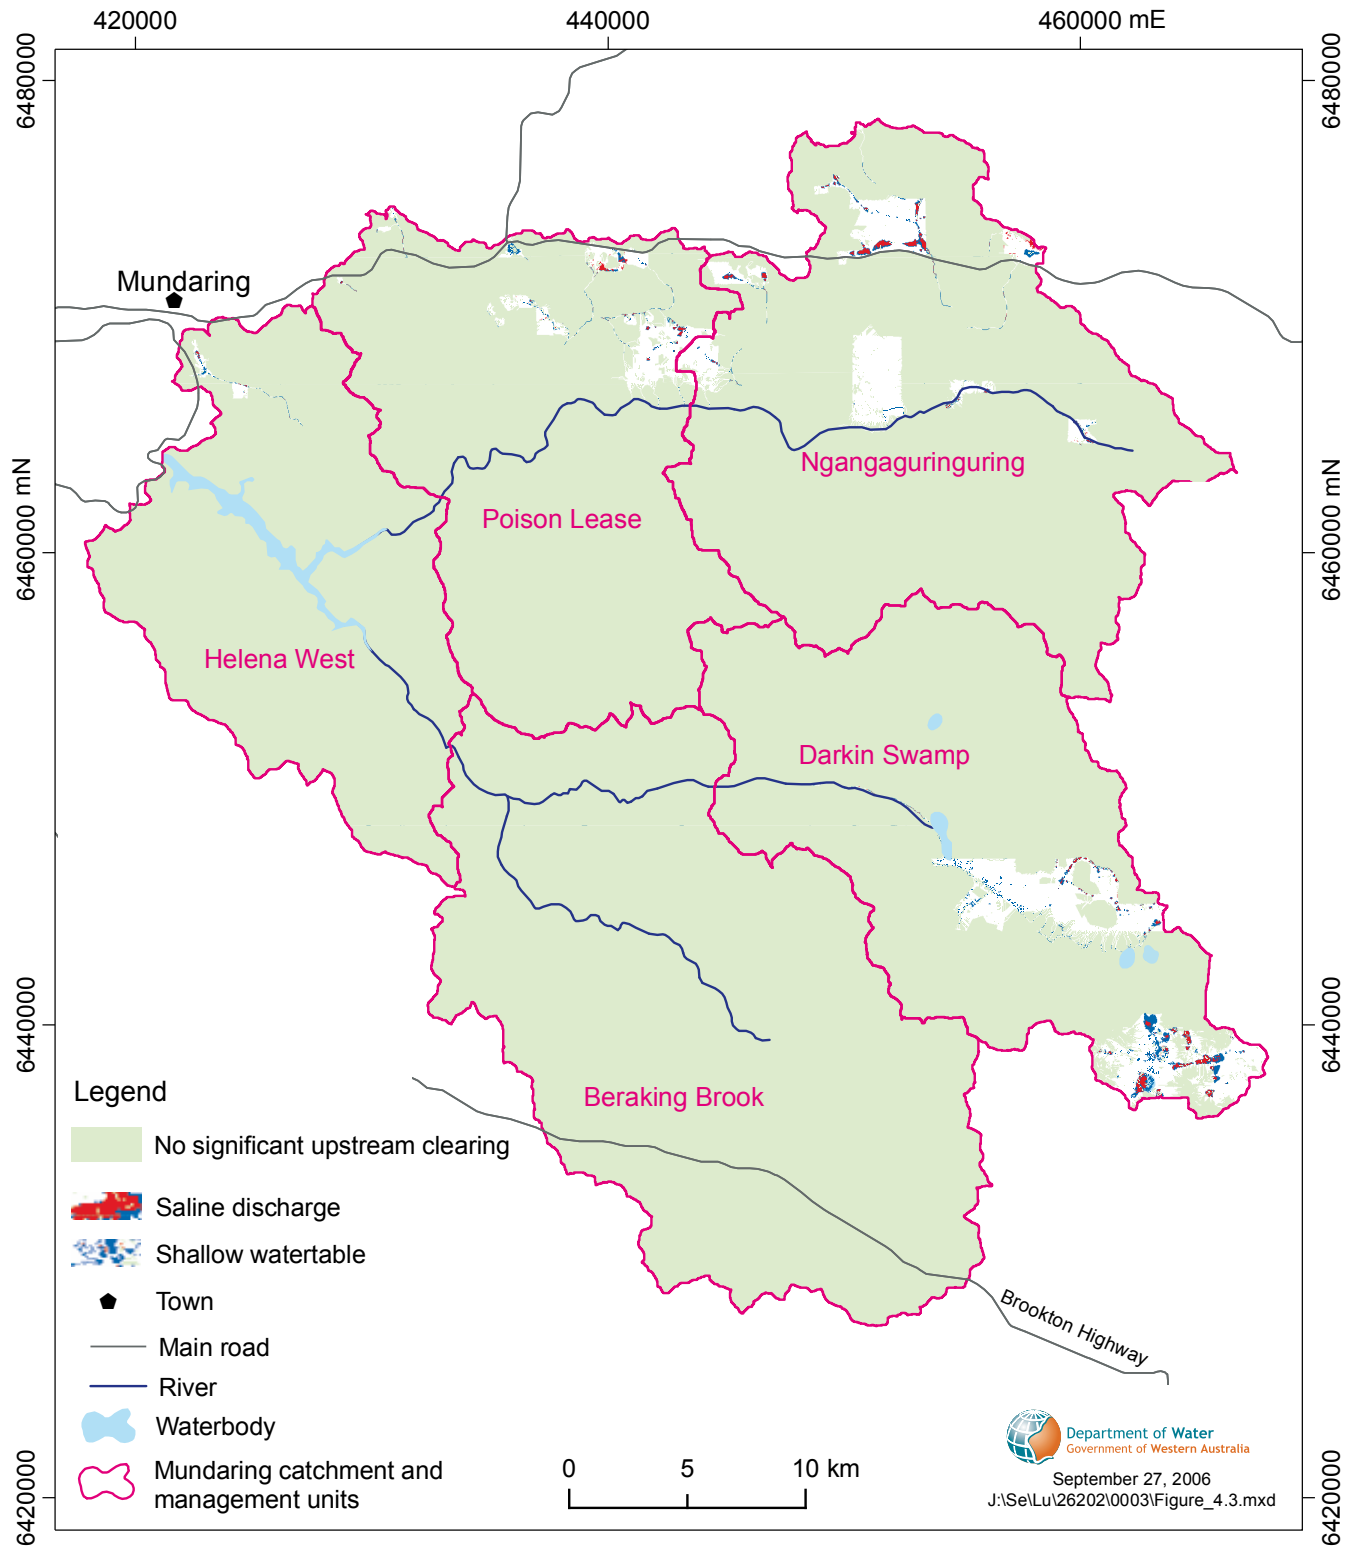 420000
440000
460000 mE
6480000
6480000
Mundaring
6460000 mN
6460000 mN
Ngangaguringuring
Poison Lease
Helena West
Darkin Swamp
6440000
6440000
Beraking Brook
Legend
No significant upstream clearing
Saline discharge
Shallow watertable
Town
Main road
River
Waterbody
Mundaring catchment and
management units
Brookton Highway
0
5
10 km
Department of Water
Government of Western Australia
September 27, 2006
J:\Se\Lu\26202\0003\Figure_4.3.mxd
6420000
6420000